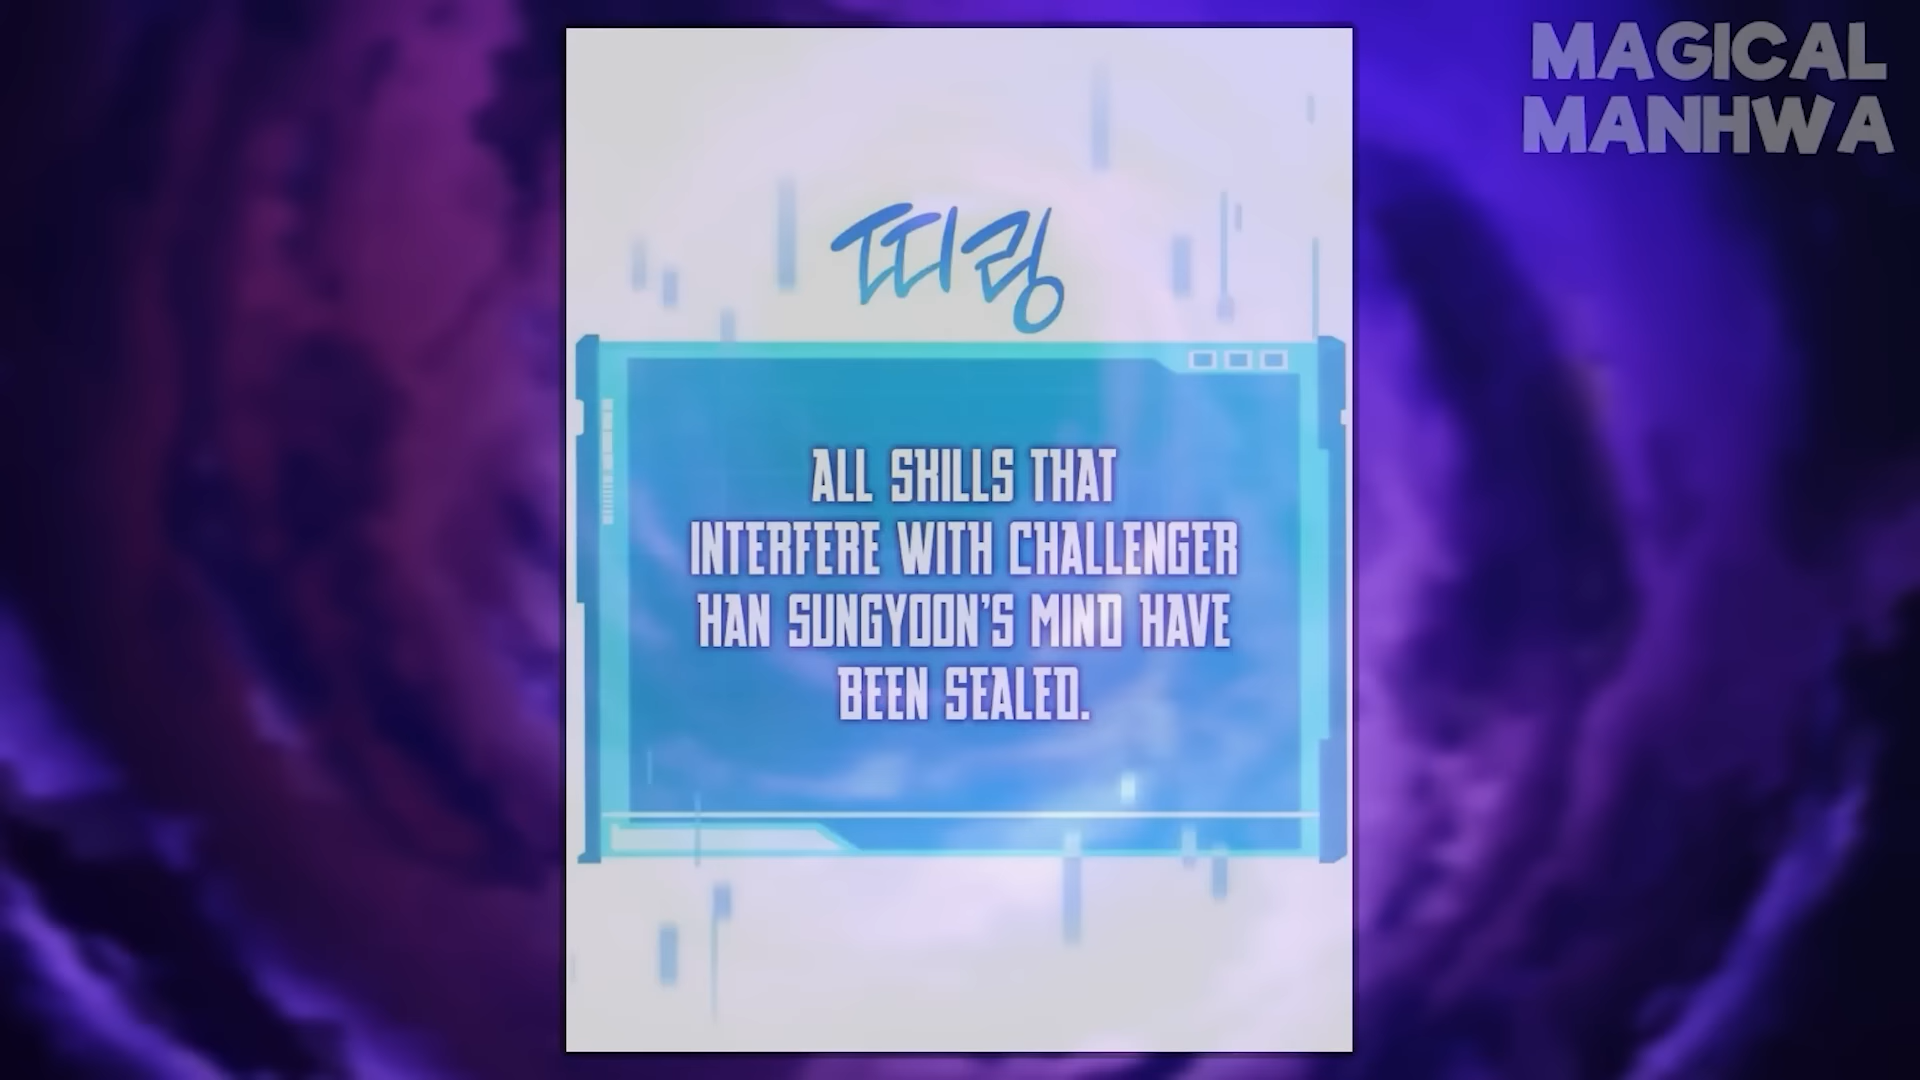 MAGICAL
MANHWA
띠링
ALL SKILLS THAT
INTERFERE WITH CHALLENGER
HAN SUNGYOON'S MIND HAVE
BEEN SEALED.